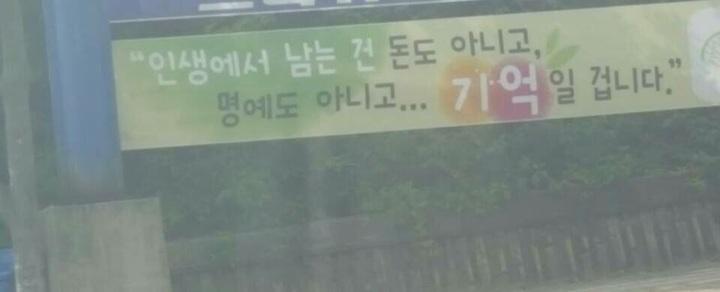 “인생에서 남는 건 돈도 아니고,
명예도 아니고... 기억일 겁니다.”